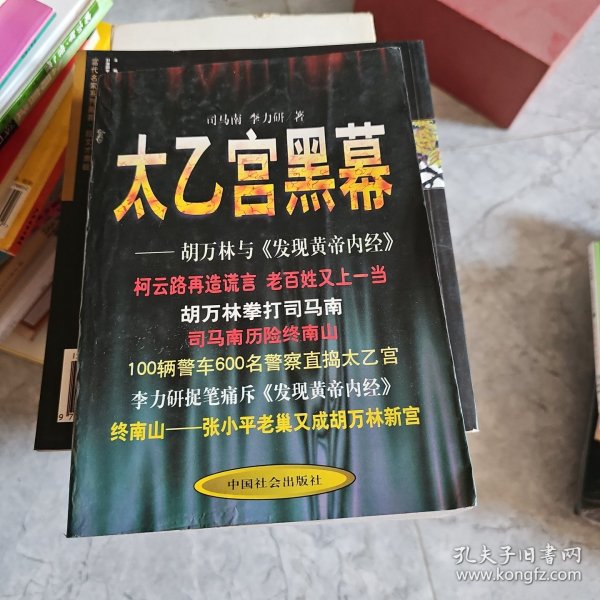 司马南 李力研 著
太乙宫黑幕
——胡万林与《发现黄帝内经》
柯云路再造谎言 老百姓又上一当
胡万林拳打司马南
司马南历险终南山
100辆警车600名警察直捣太乙宫
李力研捉笔痛斥《发现黄帝内经》
终南山——张小平老巢又成胡万林新宫
中国社会出版社
孔夫子旧书网
www.kongfz.com